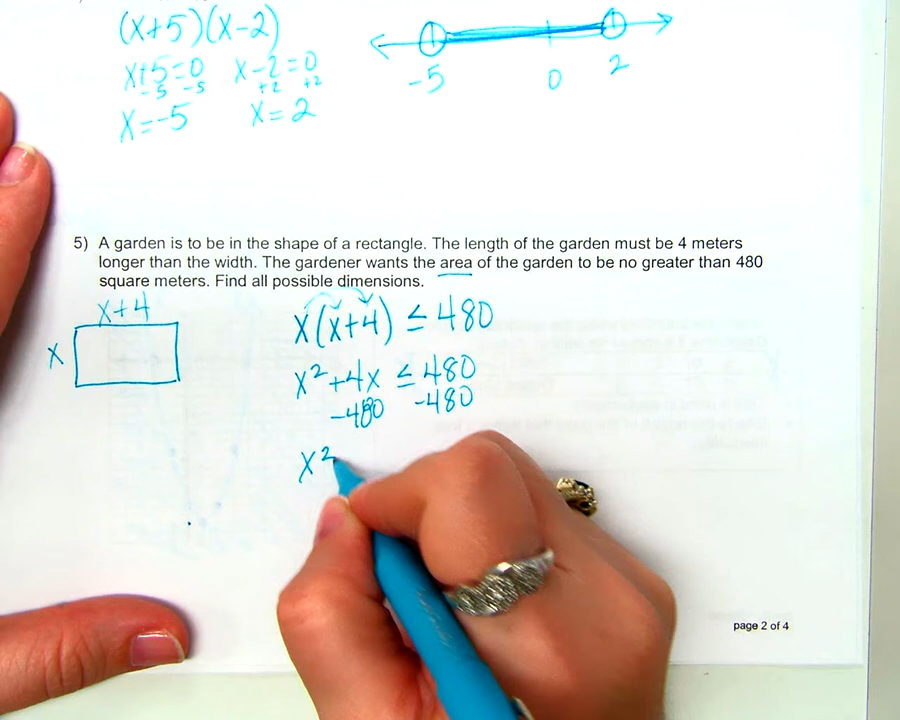 (x+5)(x-2)
x+5=0 x-2=0
-5 -5 +2 +2
x=-5 x=2
-5 0 2
5) A garden is to be in the shape of a rectangle. The length of the garden must be 4 meters
longer than the width. The gardener wants the area of the garden to be no greater than 480
square meters. Find all possible dimensions.
x+4
x
x(x+4) ≤ 480
x²+4x ≤ 480
-480 -480
x²
page 2 of 4